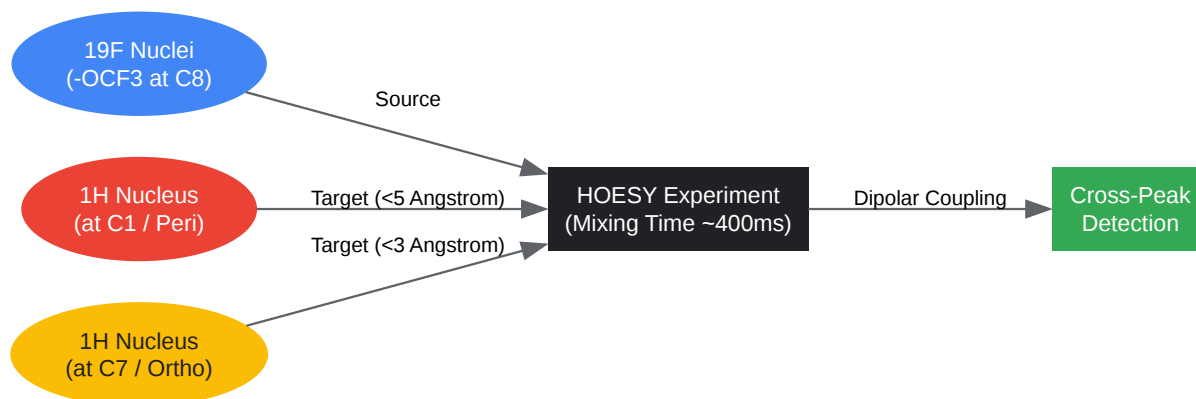 19F Nuclei
(-OCF3 at C8)
Source
1H Nucleus
(at C1 / Peri)
Target (<5 Angstrom)
HOESY Experiment
(Mixing Time ~400ms)
Dipolar Coupling
Cross-Peak
Detection
Target (<3 Angstrom)
1H Nucleus
(at C7 / Ortho)